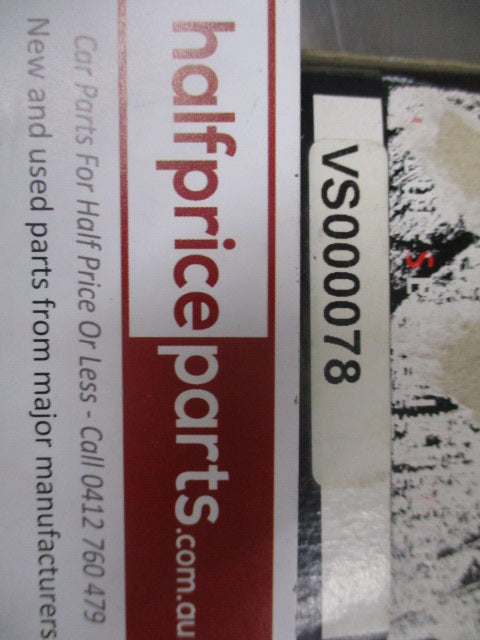 VS000078
halfpriceparts.com.au
Car Parts For Half Price Or Less - Call 0412 760 479
New and used parts from major manufacturers